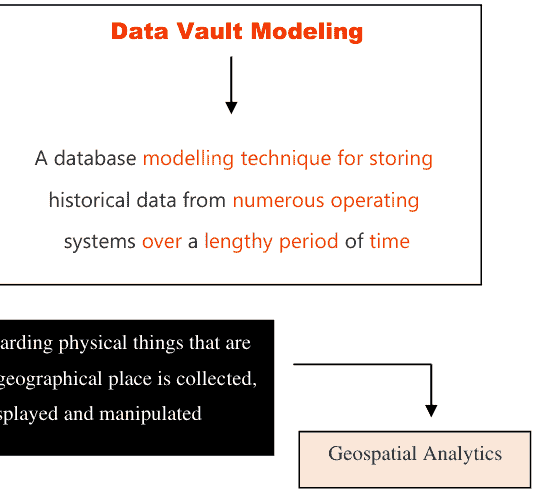 Data Vault Modeling
A database modelling technique for storing
historical data from numerous operating
systems over a lengthy period of time
arding physical things that are
geographical place is collected,
splayed and manipulated
Geospatial Analytics